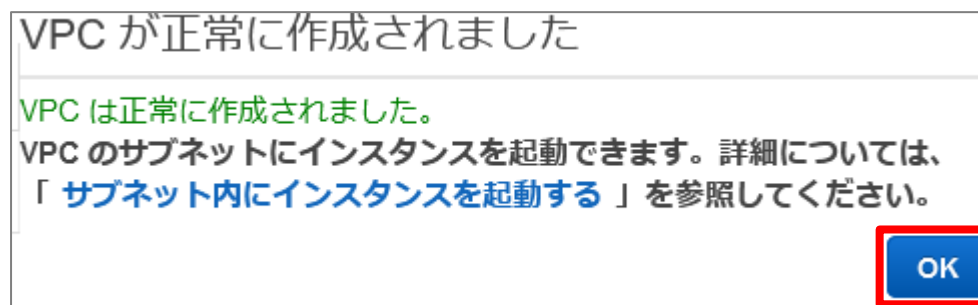 VPC が正常に作成されました
VPC は正常に作成されました。
VPC のサブネットにインスタンスを起動できます。詳細については、
「 サブネット内にインスタンスを起動する 」を参照してください。
OK